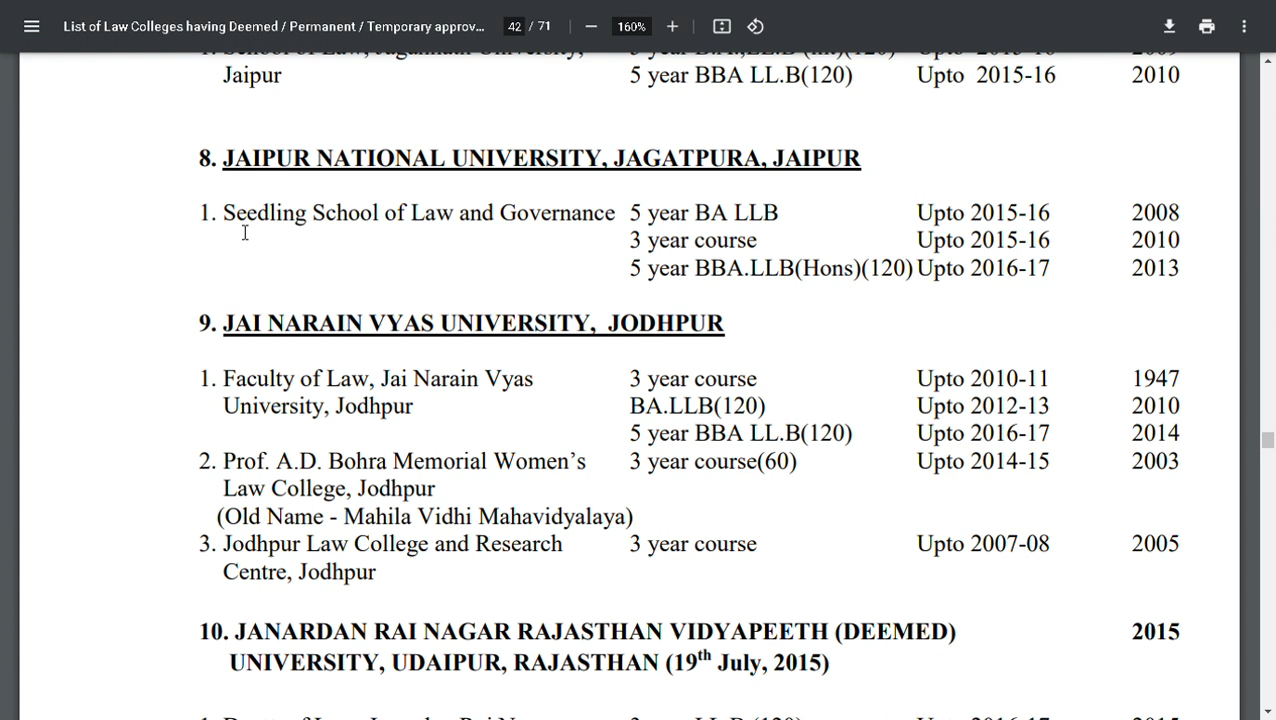 List of Law Colleges having Deemed / Permanent / Temporary approv...
42 / 71
160%
1. School of Law, Jagannath University,
Jaipur 5 year BBA LL.B(120) Upto 2015-16 2010
8. JAIPUR NATIONAL UNIVERSITY, JAGATPURA, JAIPUR
1. Seedling School of Law and Governance 5 year BA LLB Upto 2015-16 2008
3 year course Upto 2015-16 2010
5 year BBA.LLB(Hons)(120) Upto 2016-17 2013
9. JAI NARAIN VYAS UNIVERSITY, JODHPUR
1. Faculty of Law, Jai Narain Vyas 3 year course Upto 2010-11 1947
University, Jodhpur BA.LLB(120) Upto 2012-13 2010
5 year BBA LL.B(120) Upto 2016-17 2014
2. Prof. A.D. Bohra Memorial Women’s 3 year course(60) Upto 2014-15 2003
Law College, Jodhpur
(Old Name - Mahila Vidhi Mahavidyalaya)
3. Jodhpur Law College and Research 3 year course Upto 2007-08 2005
Centre, Jodhpur
10. JANARDAN RAI NAGAR RAJASTHAN VIDYAPEETH (DEEMED) 2015
UNIVERSITY, UDAIPUR, RAJASTHAN (19th July, 2015)